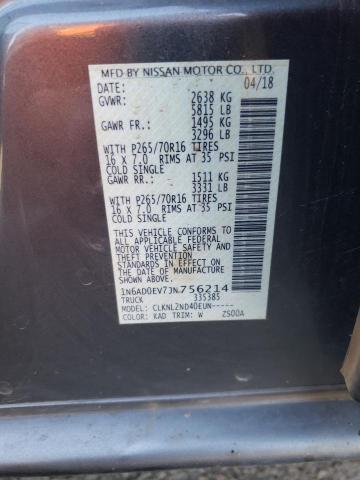 MFD BY NISSAN MOTOR CO., LTD.
DATE: 04/18
GVWR: 2638 KG
5815 LB
GAWR FR.: 1495 KG
3296 LB
WITH P265/70R16 TIRES
16 X 7.0 RIMS AT 35 PSI
COLD SINGLE
GAWR RR.: 1511 KG
3331 LB
WITH P265/70R16 TIRES
16 X 7.0 RIMS AT 35 PSI
COLD SINGLE
THIS VEHICLE CONFORMS TO
ALL APPLICABLE FEDERAL
MOTOR VEHICLE SAFETY AND
THEFT PREVENTION
STANDARDS IN EFFECT ON
THE DATE OF MANUFACTURE
SHOWN ABOVE.
1N6AD0EV7JN756214
TRUCK 335385
MODEL: CLKNLZND40EUN-----
COLOR: KAD TRIM: W ZS00A